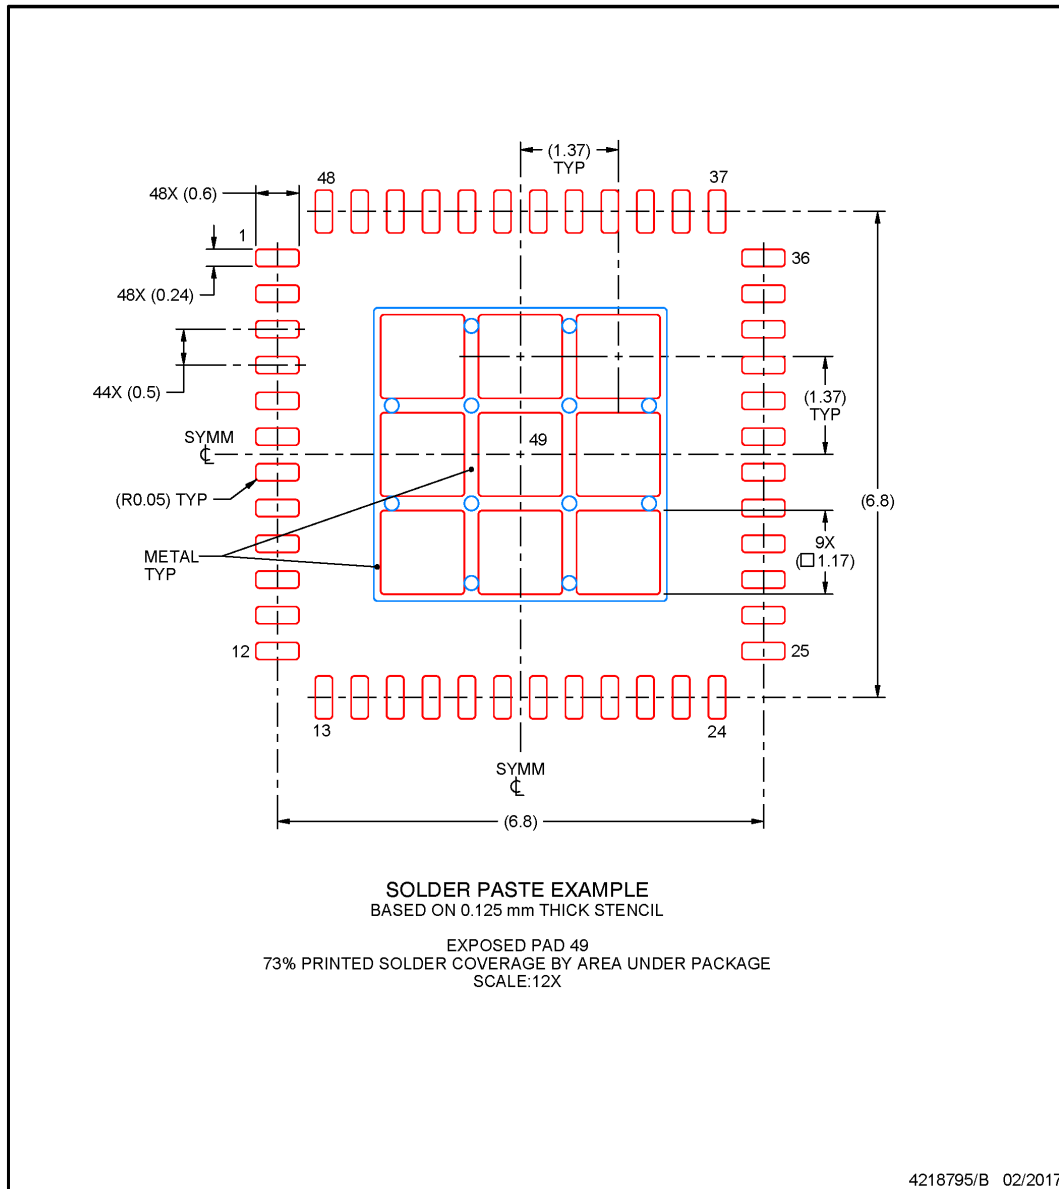 (1.37)
TYP
48
37
48X (0.6)
1
36
48X (0.24)
44X (0.5)
(1.37)
TYP
49
SYMM
℄
(R0.05) TYP
(6.8)
METAL
TYP
9X
(□1.17)
12
25
13
24
SYMM
℄
(6.8)
SOLDER PASTE EXAMPLE
BASED ON 0.125 mm THICK STENCIL
EXPOSED PAD 49
73% PRINTED SOLDER COVERAGE BY AREA UNDER PACKAGE
SCALE:12X
4218795/B 02/2017